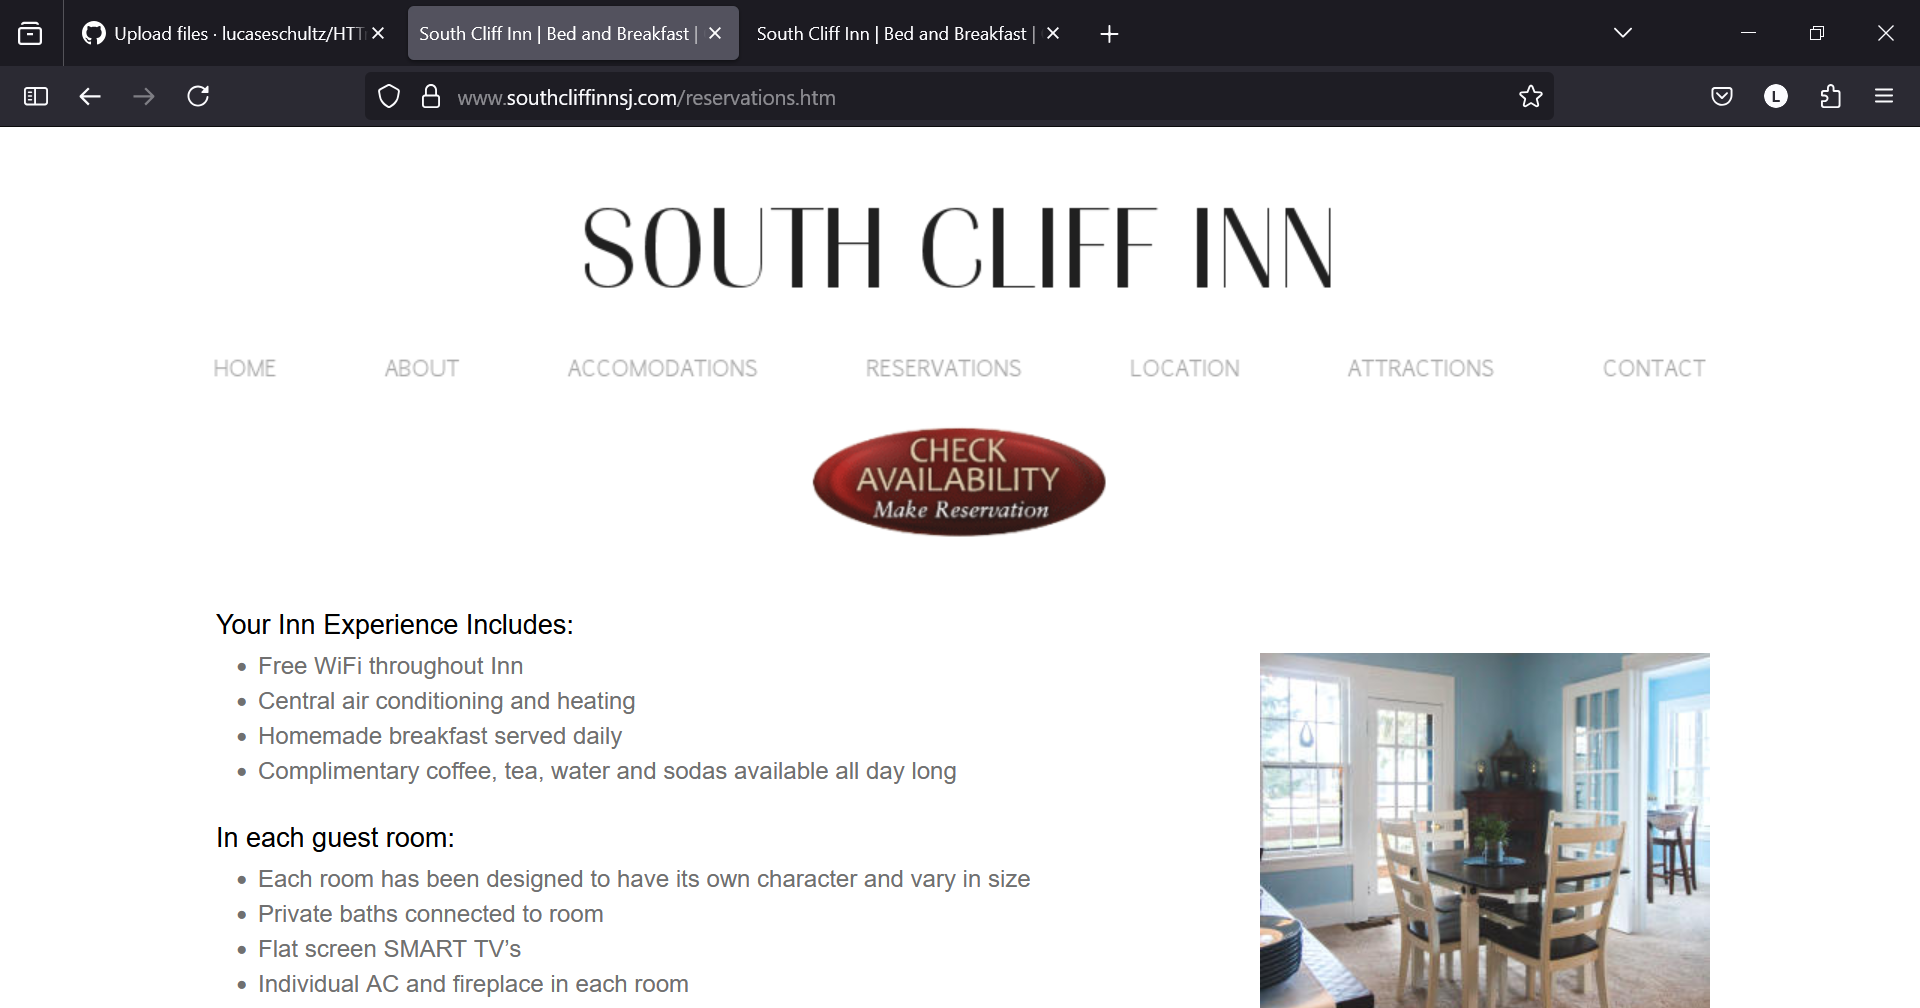 Upload files · lucaseschultz/HTT
South Cliff Inn | Bed and Breakfast |
South Cliff Inn | Bed and Breakfast |
www.southcliffinnsj.com/reservations.htm
L
SOUTH CLIFF INN
HOME ABOUT ACCOMODATIONS RESERVATIONS LOCATION ATTRACTIONS CONTACT
CHECK
AVAILABILITY
Make Reservation
Your Inn Experience Includes:
• Free WiFi throughout Inn
• Central air conditioning and heating
• Homemade breakfast served daily
• Complimentary coffee, tea, water and sodas available all day long
In each guest room:
• Each room has been designed to have its own character and vary in size
• Private baths connected to room
• Flat screen SMART TV’s
• Individual AC and fireplace in each room